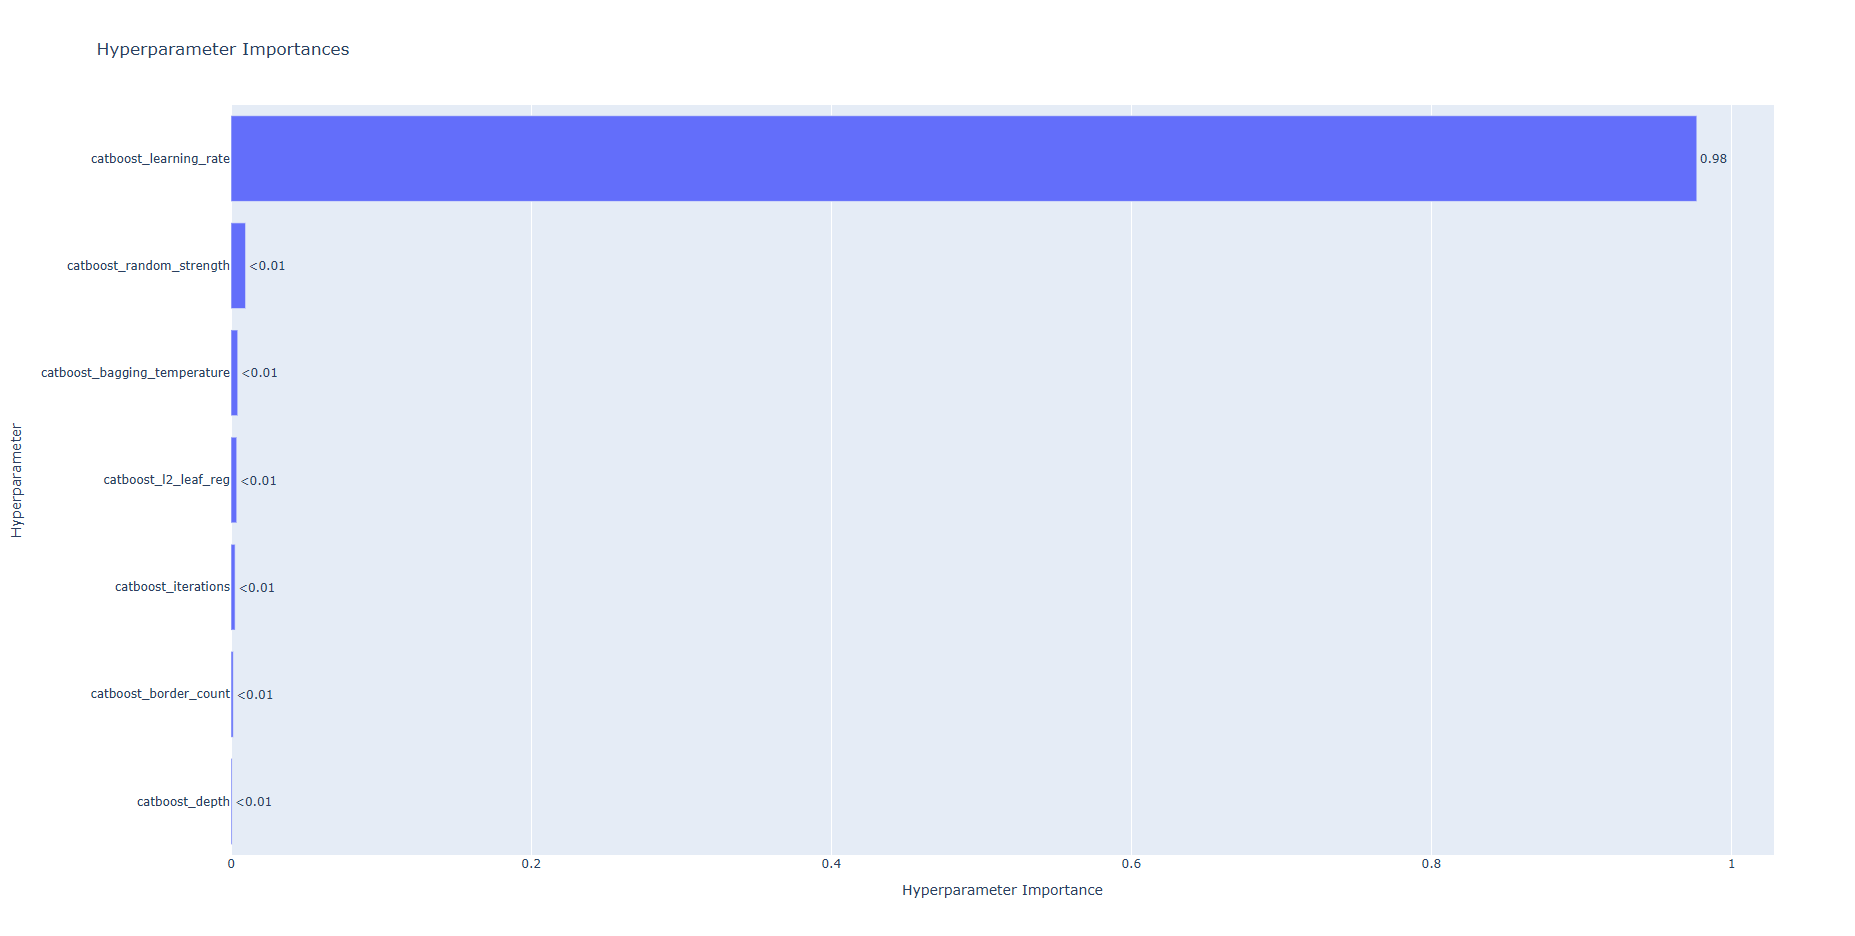 Hyperparameter Importances
catboost_learning_rate
0.98
catboost_random_strength
<0.01
catboost_bagging_temperature
<0.01
catboost_l2_leaf_reg
<0.01
catboost_iterations
<0.01
catboost_border_count
<0.01
catboost_depth
<0.01
0
0.2
0.4
0.6
0.8
1
Hyperparameter Importance
Hyperparameter